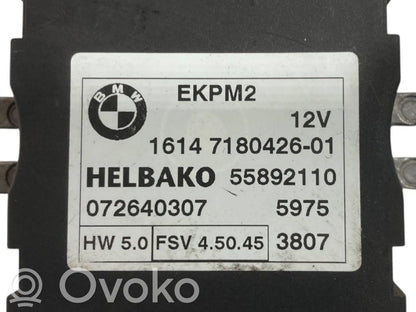 BMW
EKPM2
12V
1614 7180426-01
HELBAKO 55892110
072640307 5975
HW 5.0 FSV 4.50.45 3807
Ovoko